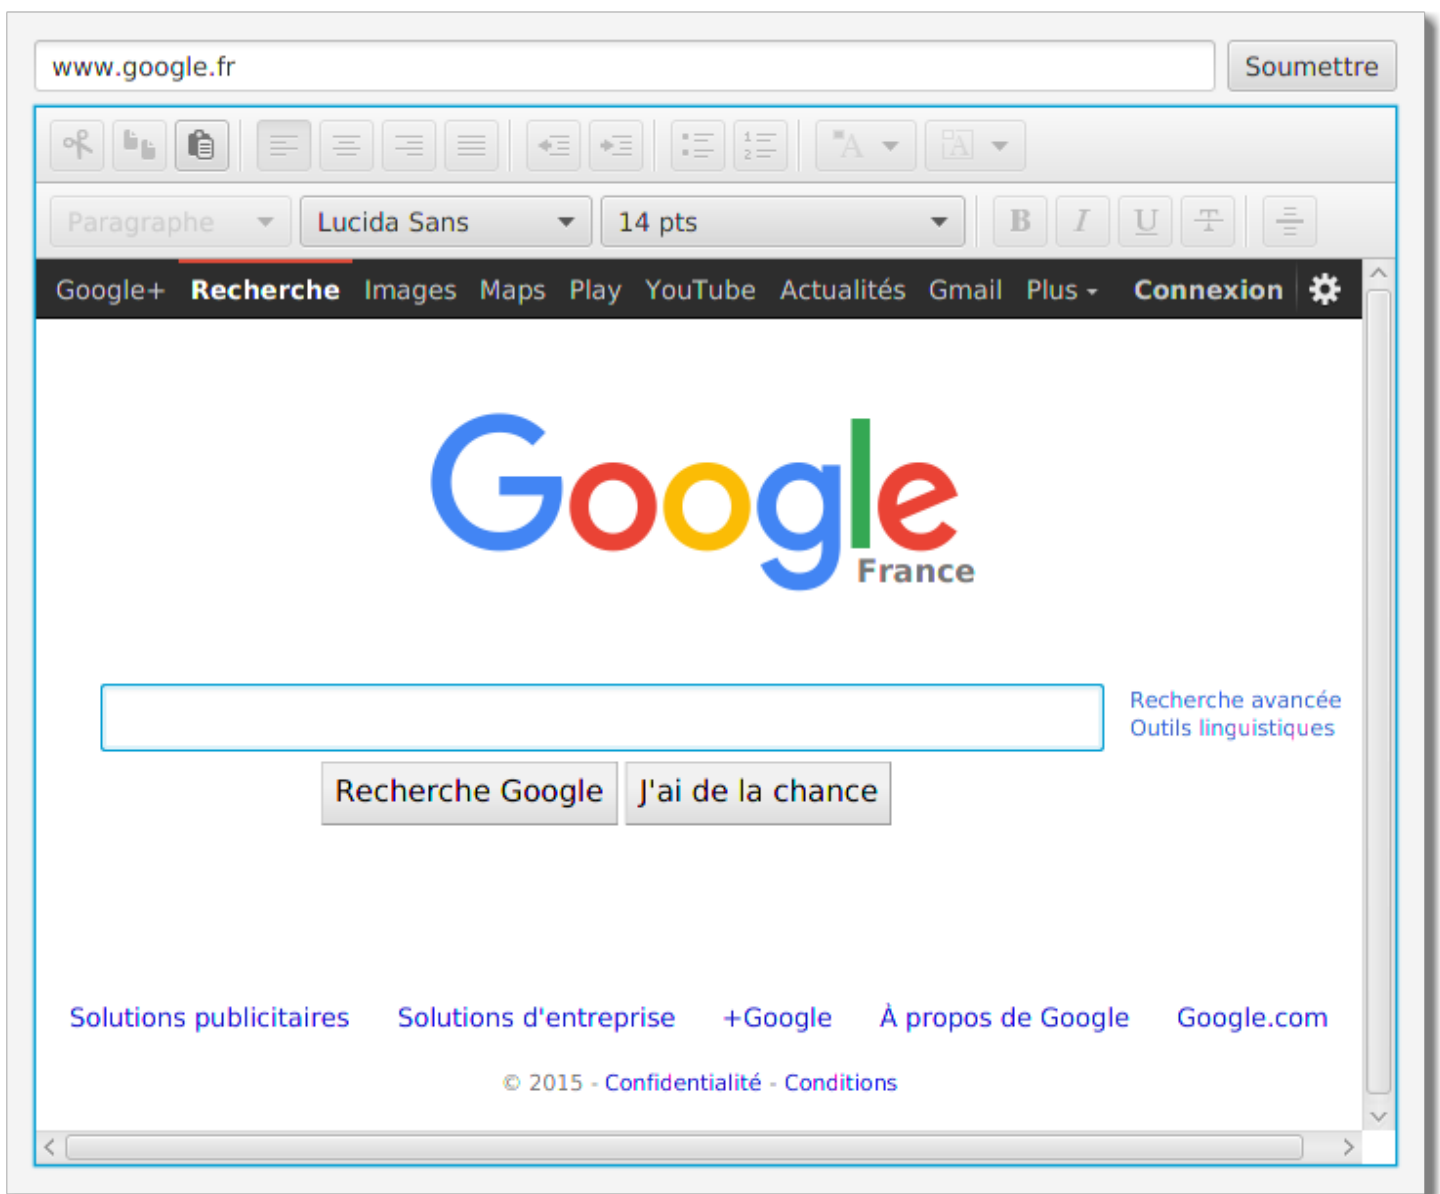 www.google.fr Soumettre
Paragraphe Lucida Sans 14 pts B I U T
Google+ Recherche Images Maps Play YouTube Actualités Gmail Plus Connexion
Google
France
Recherche avancée
Outils linguistiques
Recherche Google J'ai de la chance
Solutions publicitaires Solutions d'entreprise +Google À propos de Google Google.com
© 2015 - Confidentialité - Conditions